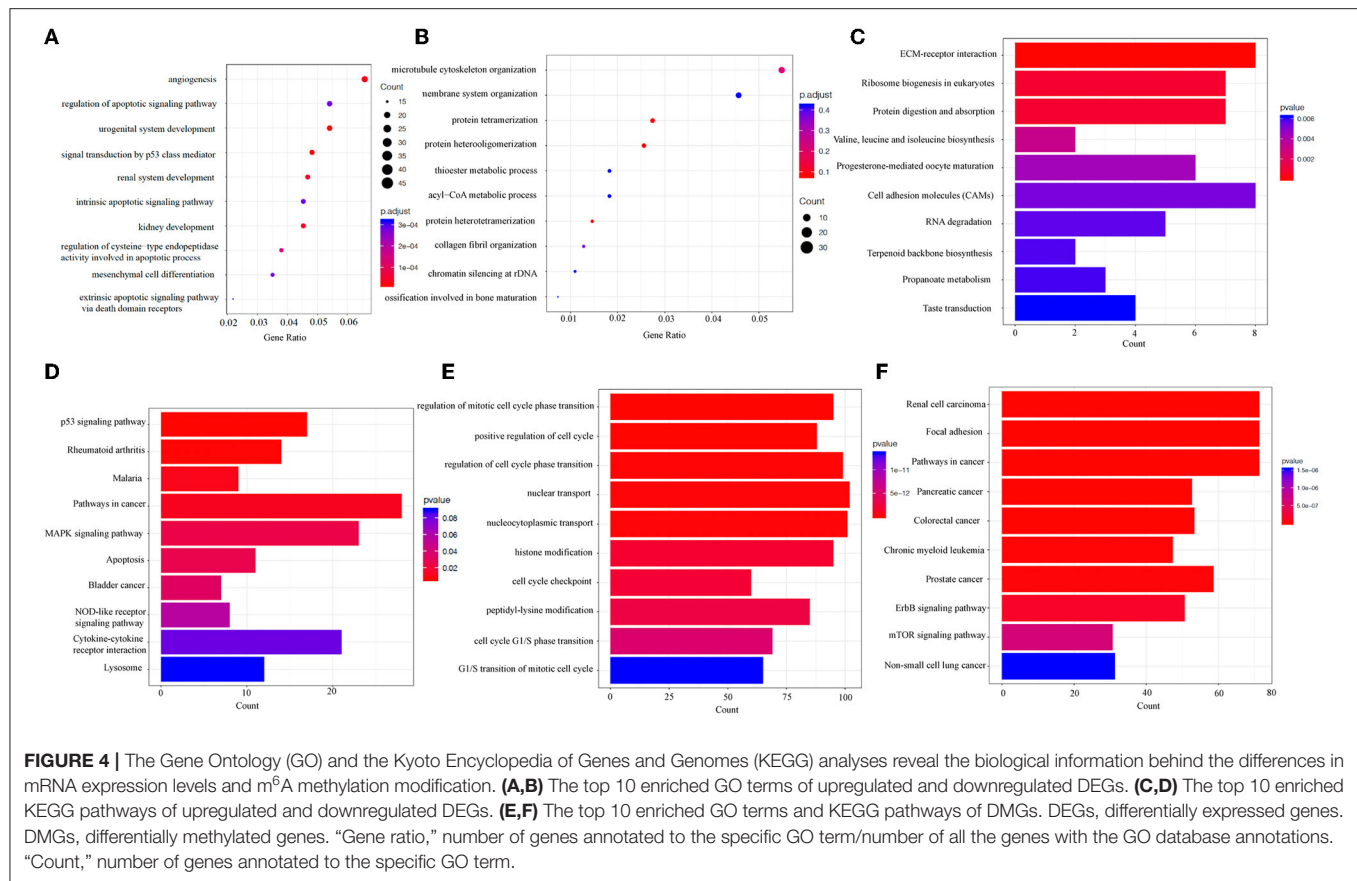 A
angiogenesis
regulation of apoptotic signaling pathway
urogenital system development
signal transduction by p53 class mediator
renal system development
intrinsic apoptotic signaling pathway
kidney development
regulation of cysteine−type endopeptidase
activity involved in apoptotic process
mesenchymal cell differentiation
extrinsic apoptotic signaling pathway
via death domain receptors
0.02 0.03 0.04 0.05 0.06
Gene Ratio
Count
15
20
25
30
35
40
45
p.adjust
3e−04
2e−04
1e−04
B
microtubule cytoskeleton organization
membrane system organization
protein tetramerization
protein heterooligomerization
thioester metabolic process
acyl−CoA metabolic process
protein heterotetramerization
collagen fibril organization
chromatin silencing at rDNA
ossification involved in bone maturation
0.01 0.02 0.03 0.04 0.05
Gene Ratio
p.adjust
0.4
0.3
0.2
0.1
Count
10
20
30
C
ECM-receptor interaction
Ribosome biogenesis in eukaryotes
Protein digestion and absorption
Valine, leucine and isoleucine biosynthesis
Progesterone-mediated oocyte maturation
Cell adhesion molecules (CAMs)
RNA degradation
Terpenoid backbone biosynthesis
Propanoate metabolism
Taste transduction
0 2 4 6 8
Count
pvalue
0.006
0.004
0.002
D
p53 signaling pathway
Rheumatoid arthritis
Malaria
Pathways in cancer
MAPK signaling pathway
Apoptosis
Bladder cancer
NOD-like receptor
signaling pathway
Cytokine-cytokine
receptor interaction
Lysosome
0 10 20
Count
pvalue
0.08
0.06
0.04
0.02
E
regulation of mitotic cell cycle phase transition
positive regulation of cell cycle
regulation of cell cycle phase transition
nuclear transport
nucleocytoplasmic transport
histone modification
cell cycle checkpoint
peptidyl-lysine modification
cell cycle G1/S phase transition
G1/S transition of mitotic cell cycle
0 25 50 75 100
Count
pvalue
1e−11
5e−12
F
Renal cell carcinoma
Focal adhesion
Pathways in cancer
Pancreatic cancer
Colorectal cancer
Chronic myeloid leukemia
Prostate cancer
ErbB signaling pathway
mTOR signaling pathway
Non-small cell lung cancer
0 20 40 60 80
Count
pvalue
1.5e−06
1.0e−06
5.0e−07
FIGURE 4 | The Gene Ontology (GO) and the Kyoto Encyclopedia of Genes and Genomes (KEGG) analyses reveal the biological information behind the differences in
mRNA expression levels and m⁶A methylation modification. (A,B) The top 10 enriched GO terms of upregulated and downregulated DEGs. (C,D) The top 10 enriched
KEGG pathways of upregulated and downregulated DEGs. (E,F) The top 10 enriched GO terms and KEGG pathways of DMGs. DEGs, differentially expressed genes.
DMGs, differentially methylated genes. “Gene ratio,” number of genes annotated to the specific GO term/number of all the genes with the GO database annotations.
“Count,” number of genes annotated to the specific GO term.